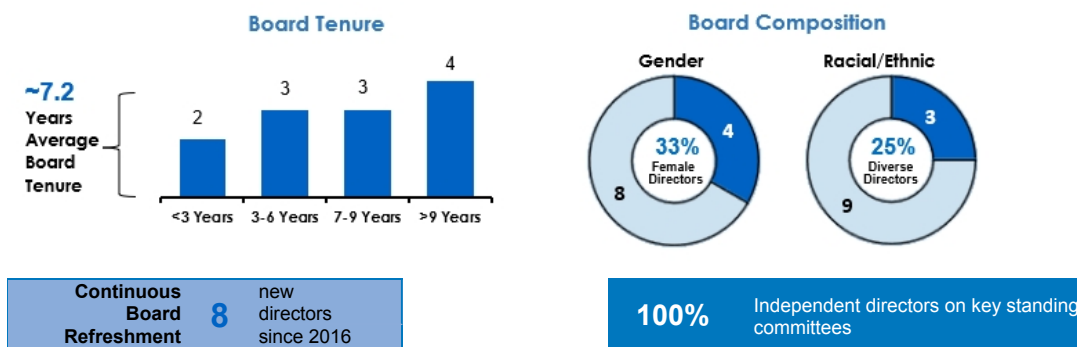 Board Tenure
~7.2
Years
Average
Board
Tenure
2
3
3
4
<3 Years
3-6 Years
7-9 Years
>9 Years
Board Composition
Gender
4
8
33%
Female
Directors
Racial/Ethnic
3
9
25%
Diverse
Directors
Continuous
Board
Refreshment
8
new
directors
since 2016
100%
Independent directors on key standing
committees